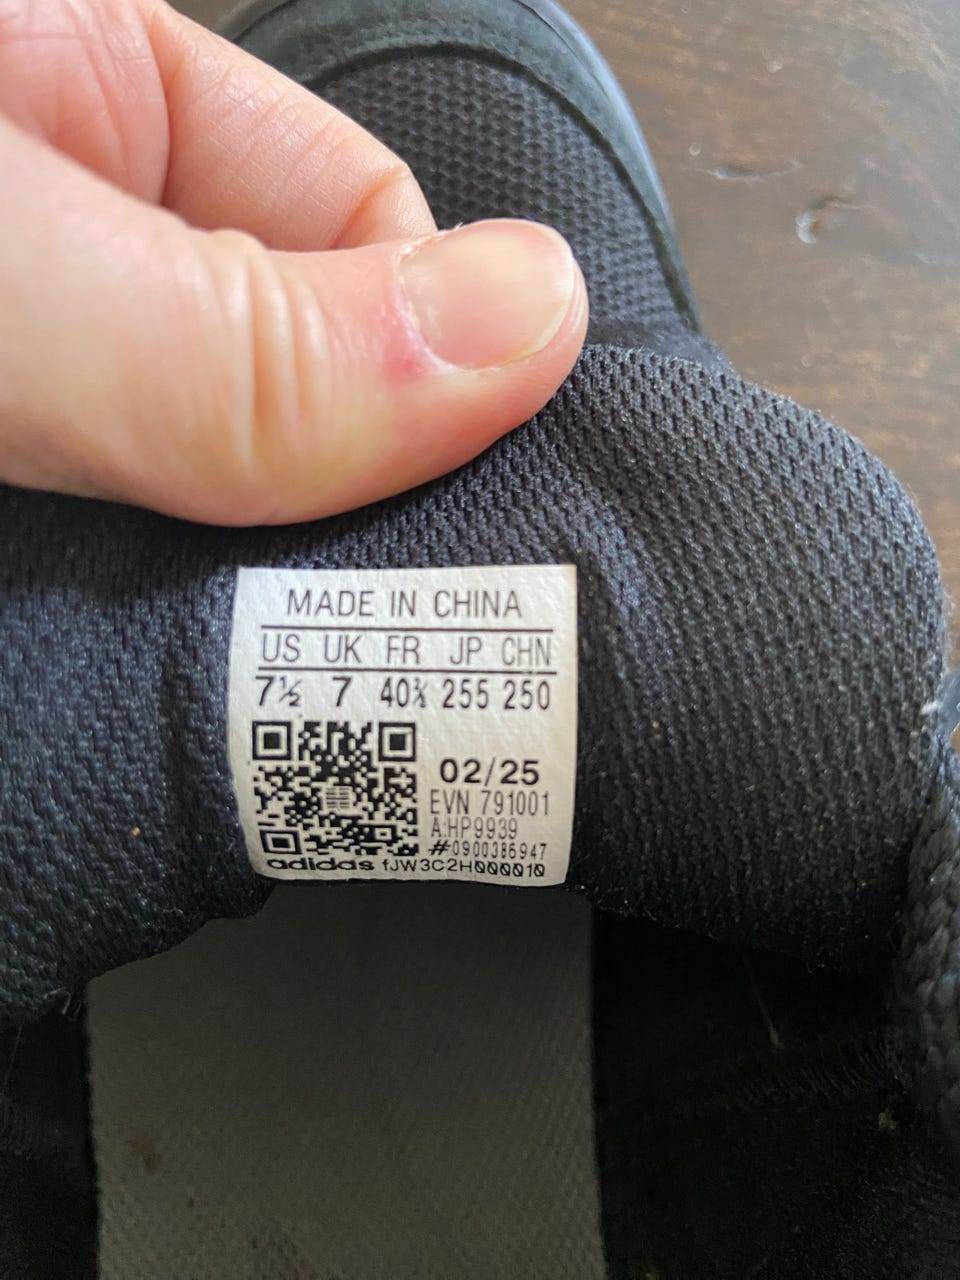 MADE IN CHINA
US UK FR JP CHN
7½ 7 40⅔ 255 250
02/25
EVN 791001
A:HP9939
#0900386947
adidas fJW3C2H000010